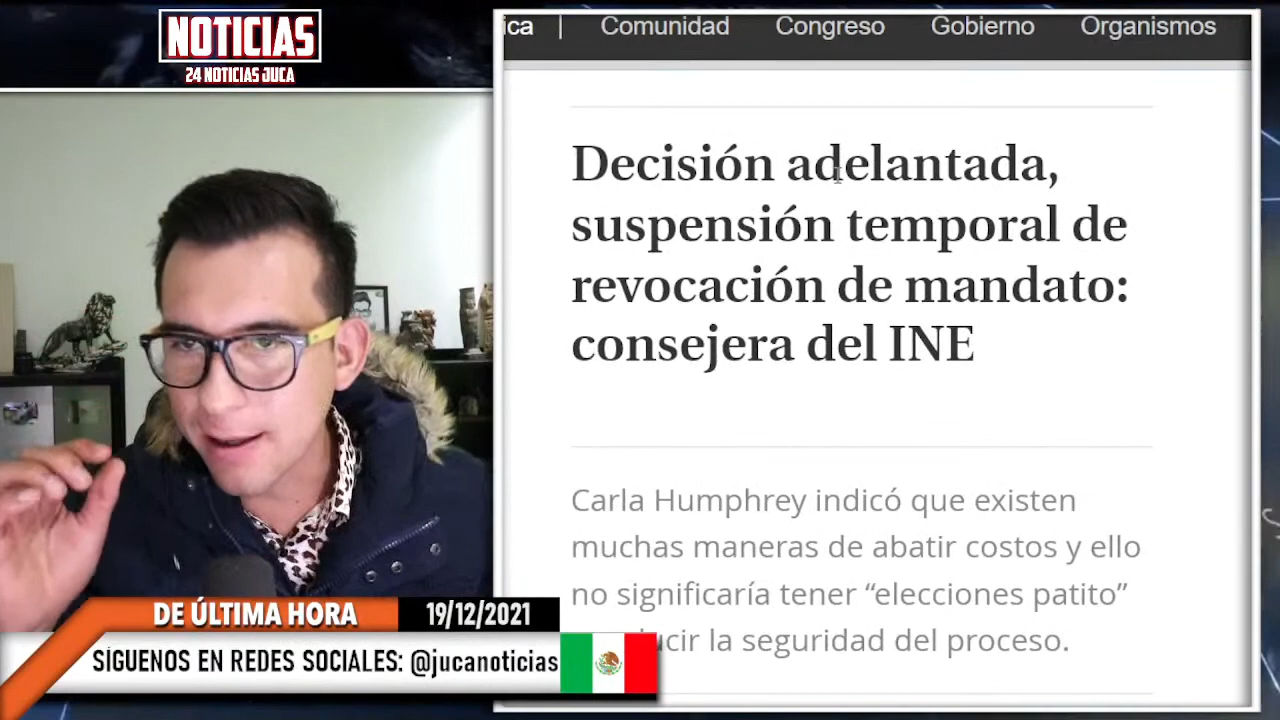 NOTICIAS
24 NOTICIAS JUCA
ica | Comunidad Congreso Gobierno Organismos
Decisión adelantada,
suspensión temporal de
revocación de mandato:
consejera del INE
Carla Humphrey indicó que existen
muchas maneras de abatir costos y ello
no significaría tener “elecciones patito”
ucir la seguridad del proceso.
DE ÚLTIMA HORA 19/12/2021
SÍGUENOS EN REDES SOCIALES: @jucanoticias